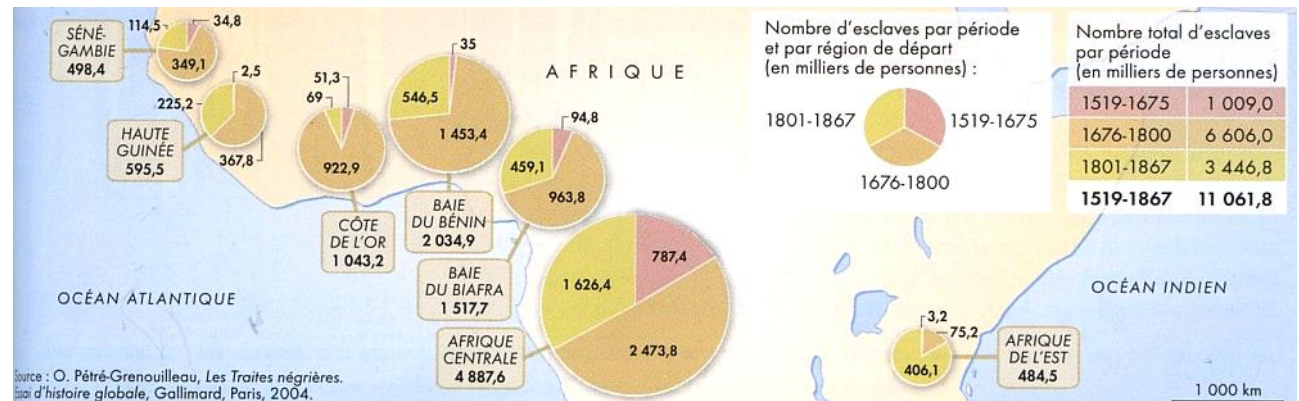 SÉNÉ-
GAMBIE
498,4
114,5
34,8
349,1
2,5
225,2
367,8
HAUTE
GUINÉE
595,5
51,3
69
922,9
CÔTE
DE L'OR
1 043,2
35
546,5
1 453,4
BAIE
DU BÉNIN
2 034,9
AFRIQUE
94,8
459,1
963,8
BAIE
DU BIAFRA
1 517,7
787,4
1 626,4
2 473,8
AFRIQUE
CENTRALE
4 887,6
OCÉAN ATLANTIQUE
Source : O. Pétré-Grenouilleau, Les Traites négrières.
Essai d'histoire globale, Gallimard, Paris, 2004.
Nombre d'esclaves par période
et par région de départ
(en milliers de personnes) :
1801-1867
1519-1675
1676-1800
Nombre total d'esclaves
par période
(en milliers de personnes)
1519-1675 1 009,0
1676-1800 6 606,0
1801-1867 3 446,8
1519-1867 11 061,8
OCÉAN INDIEN
3,2
75,2
406,1
AFRIQUE
DE L'EST
484,5
1 000 km